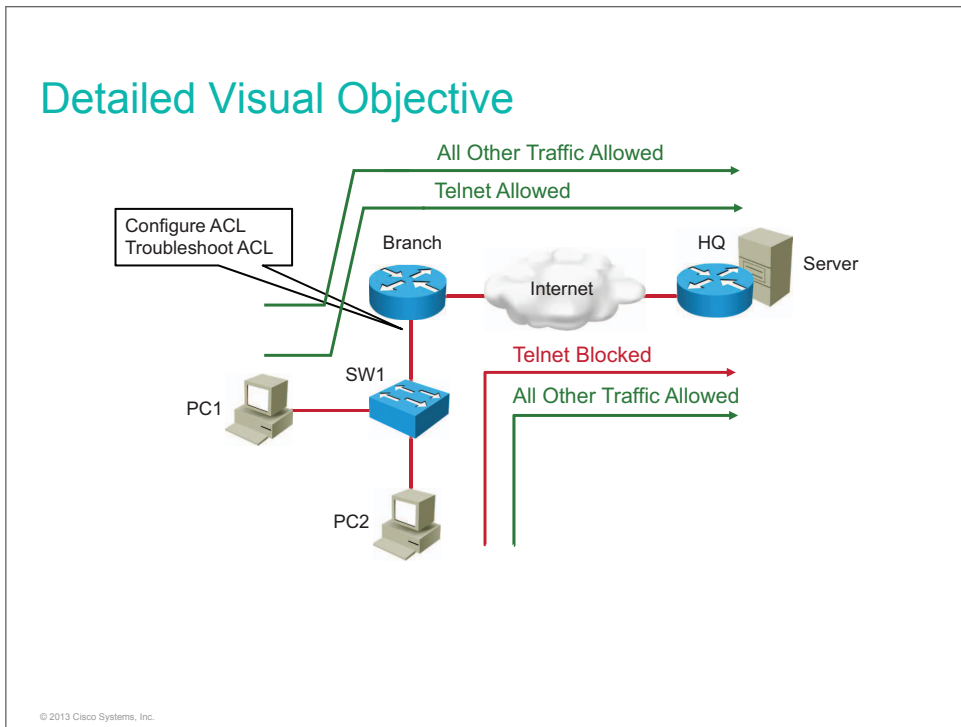 Detailed Visual Objective
All Other Traffic Allowed
Telnet Allowed
Configure ACL
Troubleshoot ACL
Branch
HQ
Server
Internet
Telnet Blocked
SW1
All Other Traffic Allowed
PC1
PC2
© 2013 Cisco Systems, Inc.